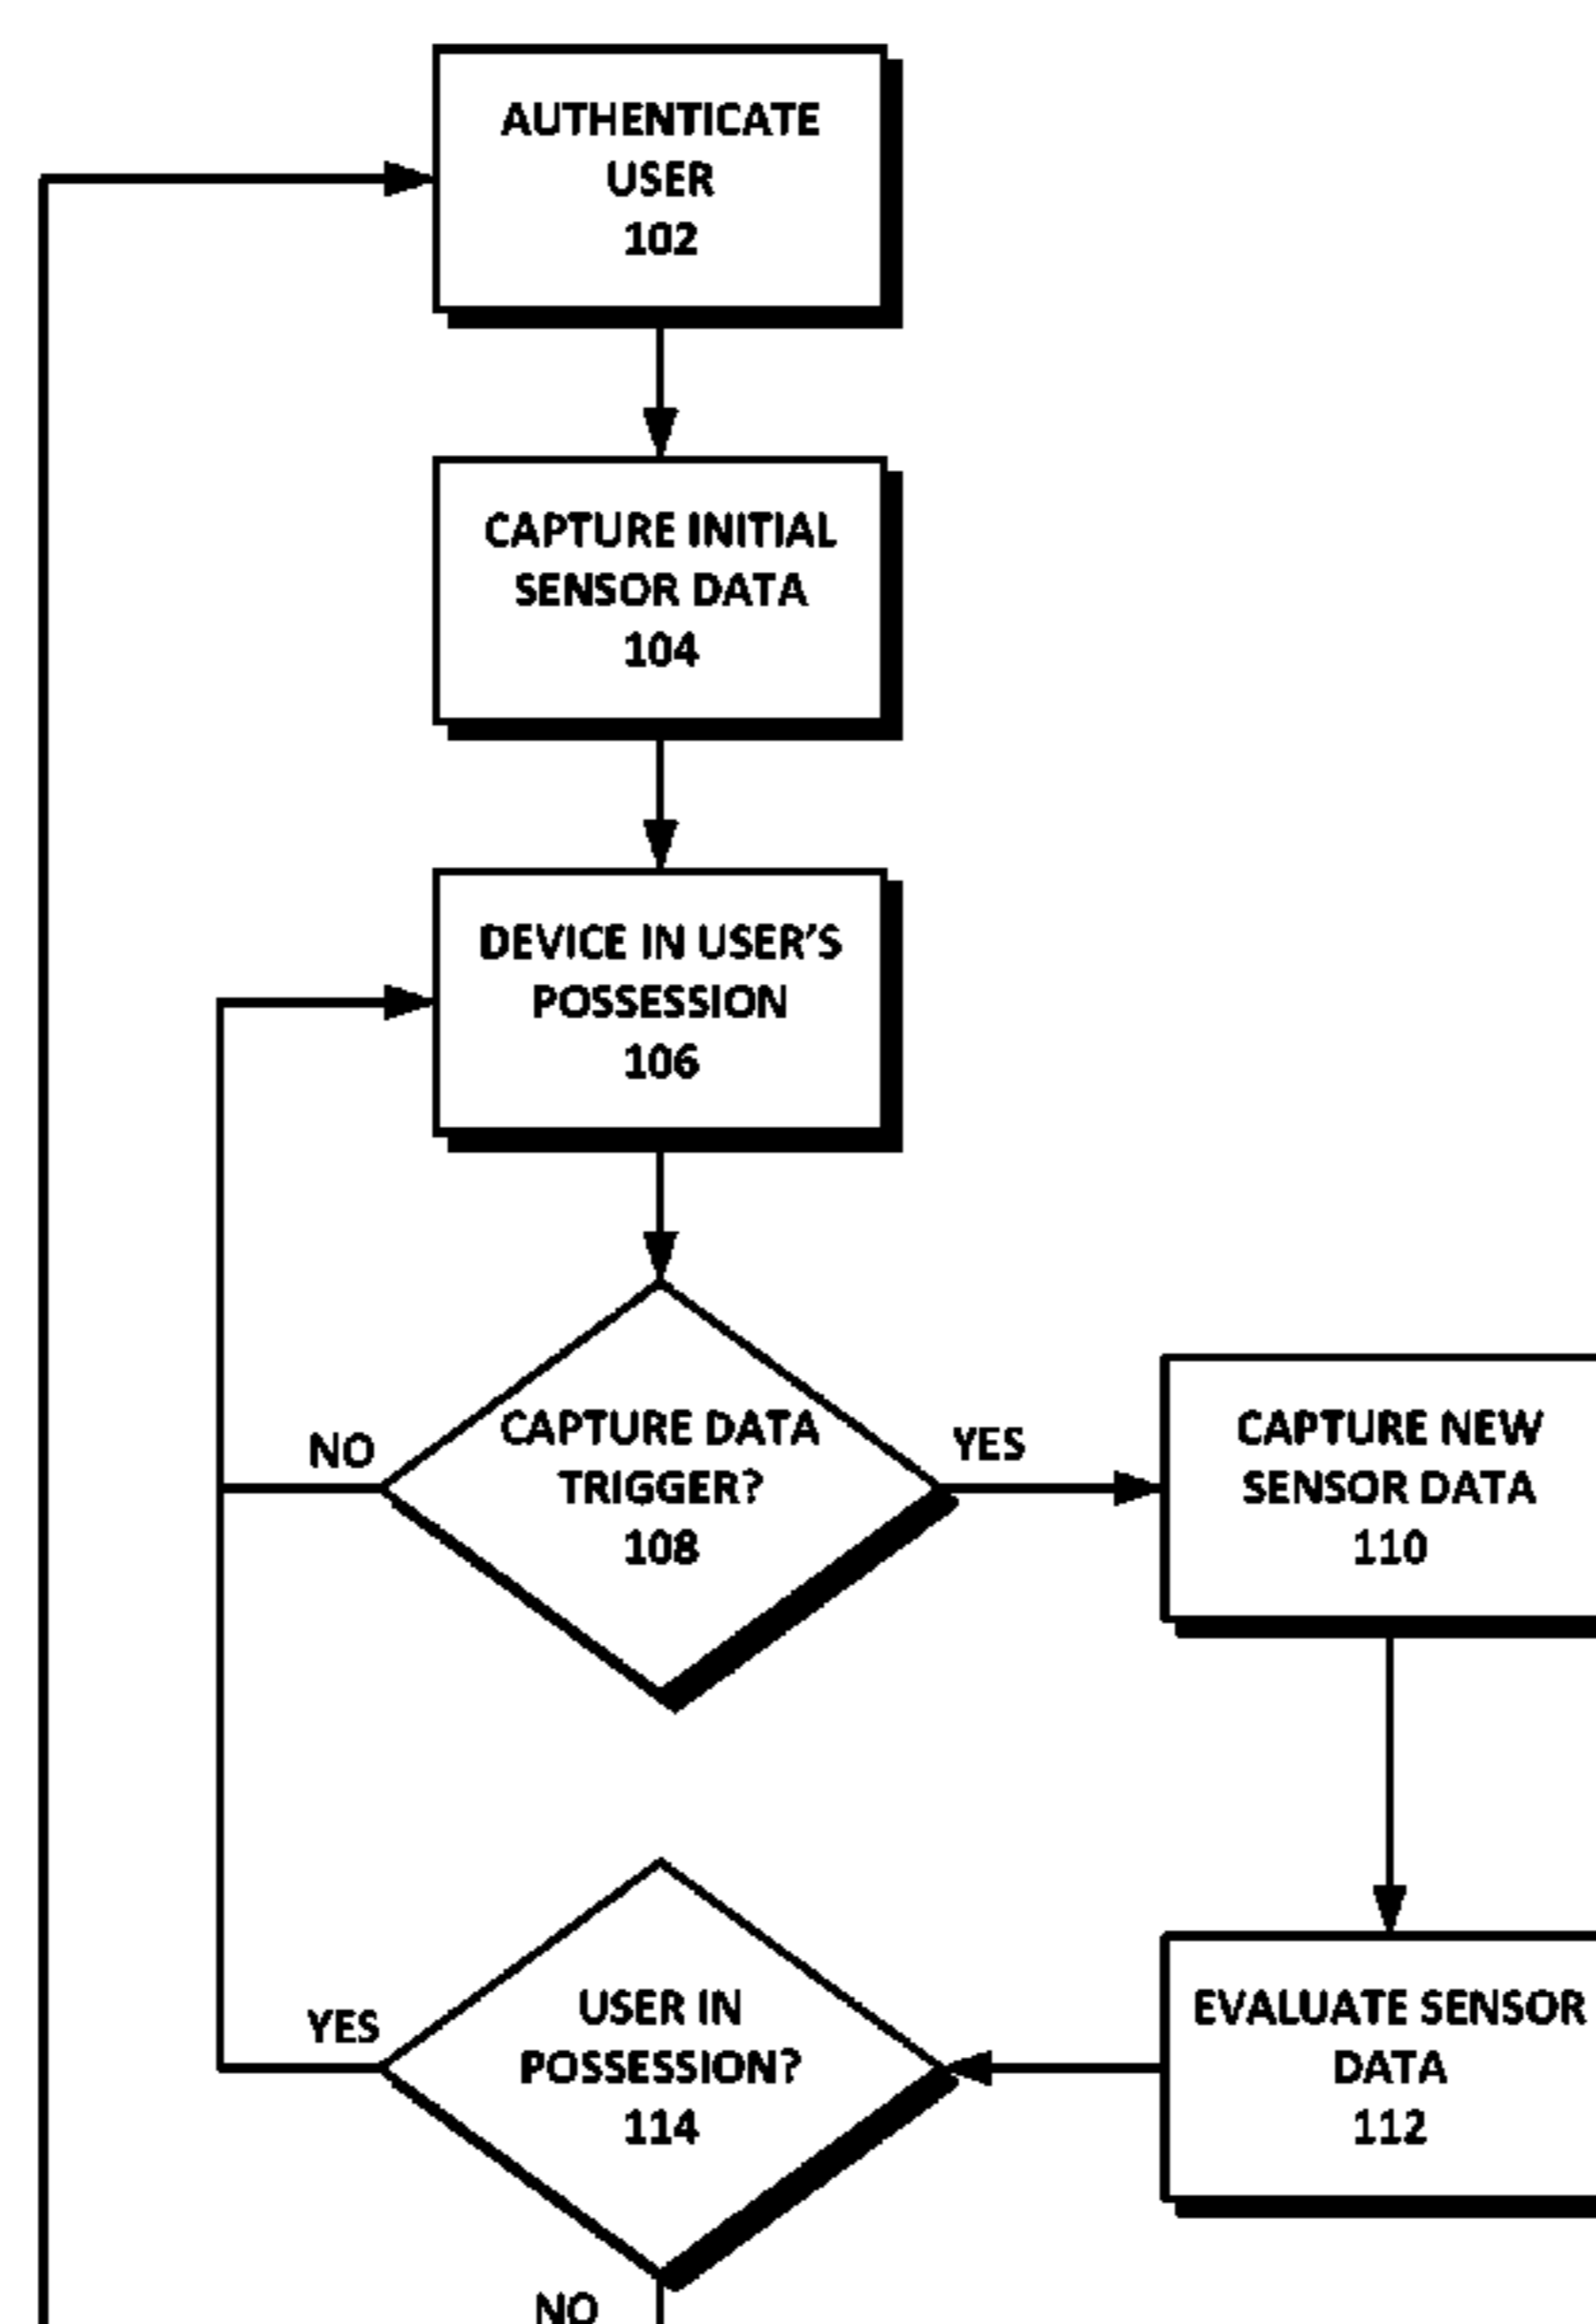 AUTHENTICATE
USER
102
CAPTURE INITIAL
SENSOR DATA
104
DEVICE IN USER'S
POSSESSION
106
NO
CAPTURE DATA
TRIGGER?
108
YES
CAPTURE NEW
SENSOR DATA
110
YES
USER IN
POSSESSION?
114
EVALUATE SENSOR
DATA
112
NO